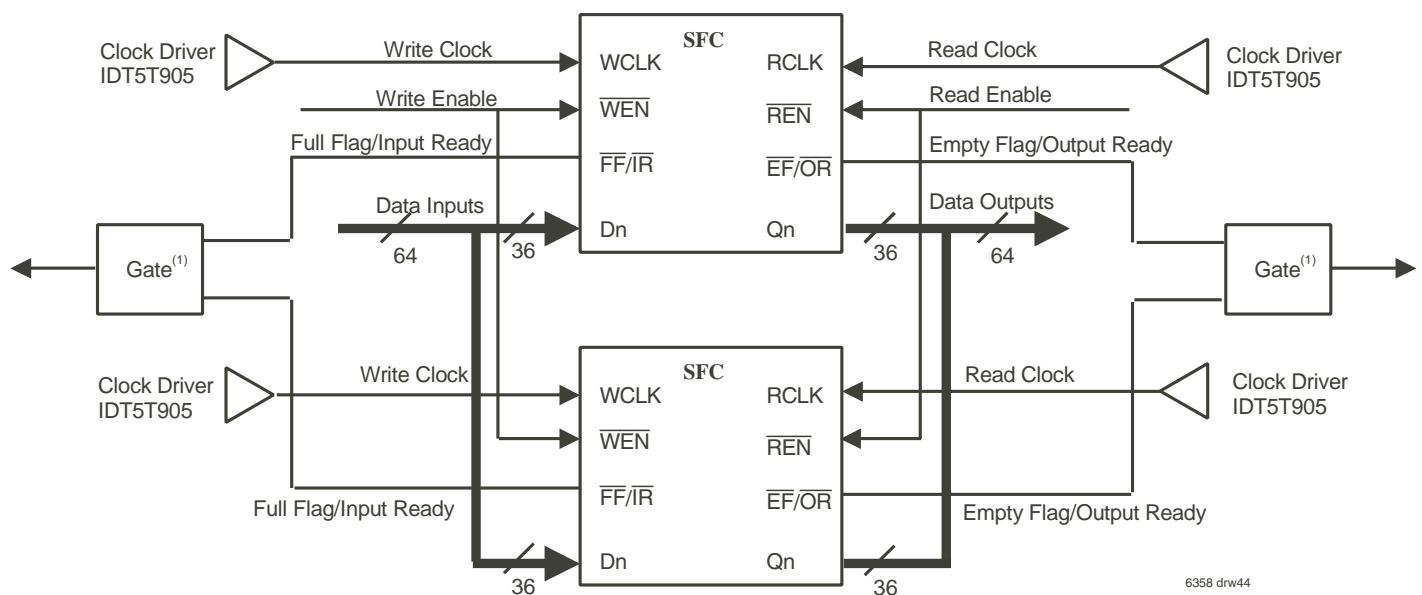 SFC
Clock Driver
IDT5T905
Write Clock
WCLK
RCLK
Read Clock
Clock Driver
IDT5T905
Write Enable
WEN
REN
Read Enable
Full Flag/Input Ready
FF/IR
EF/OR
Empty Flag/Output Ready
Data Inputs
64
36
Dn
Qn
36
Data Outputs
64
Gate(1)
Gate(1)
SFC
Clock Driver
IDT5T905
Write Clock
WCLK
RCLK
Read Clock
Clock Driver
IDT5T905
WEN
REN
Full Flag/Input Ready
FF/IR
EF/OR
Empty Flag/Output Ready
36
Dn
Qn
36
6358 drw44